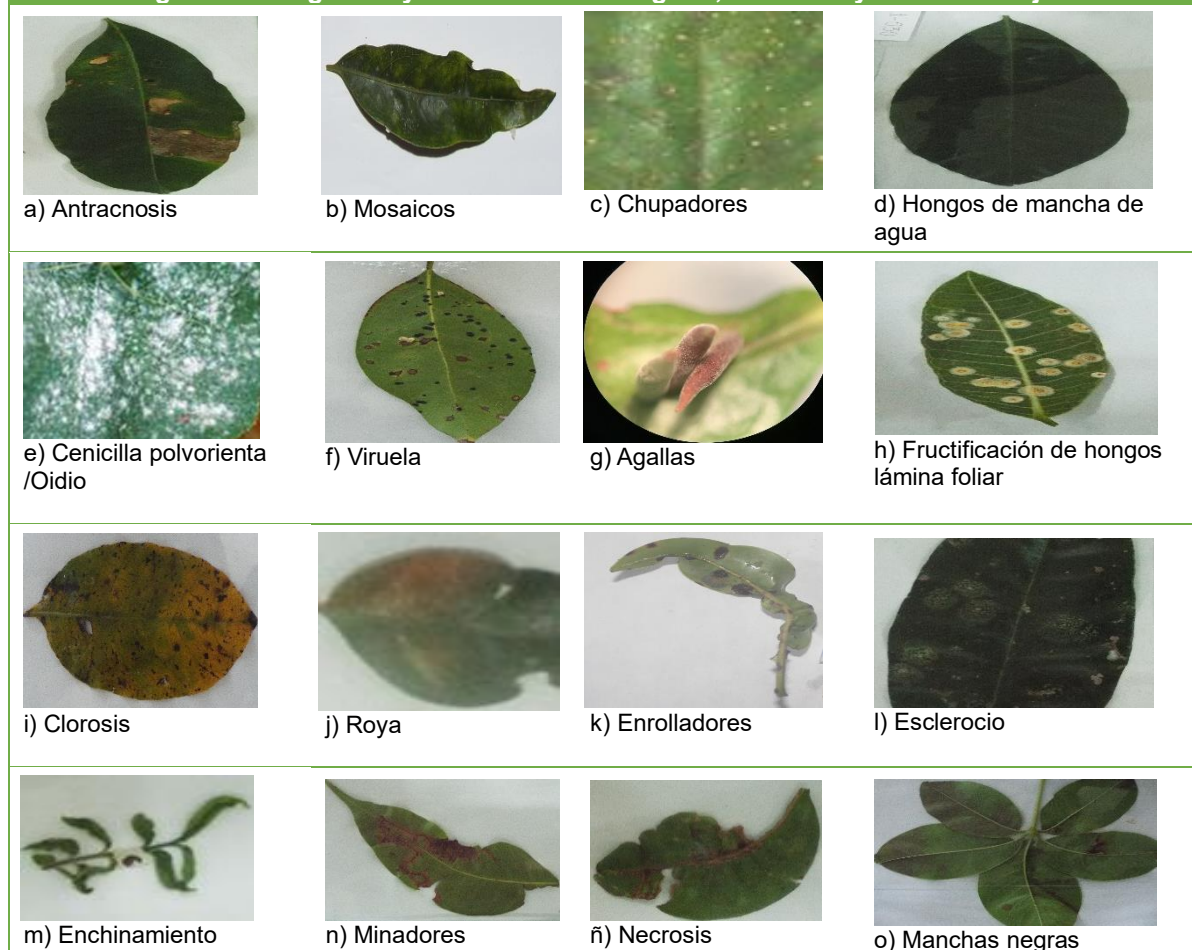 a) Antracnosis
b) Mosaicos
c) Chupadores
d) Hongos de mancha de
agua
e) Cenicilla polvorienta
/Oidio
f) Viruela
g) Agallas
h) Fructificación de hongos
lámina foliar
i) Clorosis
j) Roya
k) Enrolladores
l) Esclerocio
m) Enchinamiento
n) Minadores
ñ) Necrosis
o) Manchas negras